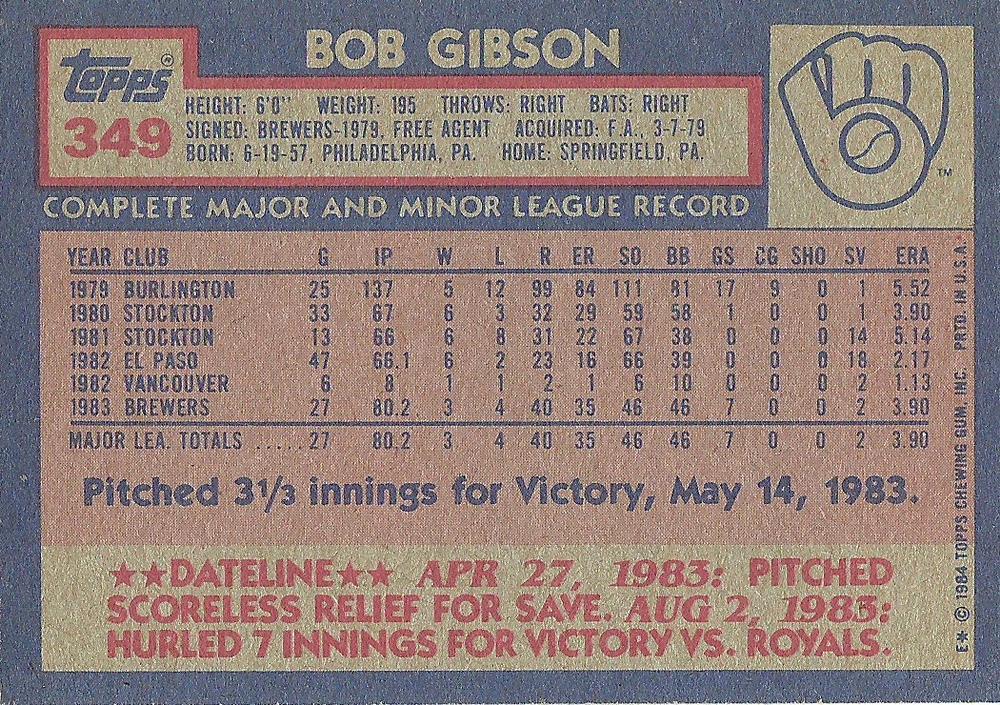 BOB GIBSON
Topps®
349
HEIGHT: 6'0" WEIGHT: 195 THROWS: RIGHT BATS: RIGHT
SIGNED: BREWERS-1979, FREE AGENT ACQUIRED: F.A., 3-7-79
BORN: 6-19-57, PHILADELPHIA, PA. HOME: SPRINGFIELD, PA.
TM
COMPLETE MAJOR AND MINOR LEAGUE RECORD
YEAR CLUB G IP W L R ER SO BB GS CG SHO SV ERA
1979 BURLINGTON 25 137 5 12 99 84 111 81 17 9 0 1 5.52
1980 STOCKTON 33 67 6 3 32 29 59 58 1 0 0 1 3.90
1981 STOCKTON 13 66 6 8 31 22 67 38 0 0 0 14 5.14
1982 EL PASO 47 66.1 6 2 23 16 66 39 0 0 0 18 2.17
1982 VANCOUVER 6 8 1 1 2 1 6 10 0 0 0 2 1.13
1983 BREWERS 27 80.2 3 4 40 35 46 46 7 0 0 2 3.90
MAJOR LEA. TOTALS .....27 80.2 3 4 40 35 46 46 7 0 0 2 3.90
Pitched 3⅓ innings for Victory, May 14, 1983.
★★DATELINE★★ APR 27, 1983: PITCHED
SCORELESS RELIEF FOR SAVE. AUG 2, 1983:
HURLED 7 INNINGS FOR VICTORY VS. ROYALS.
E* © 1984 TOPPS CHEWING GUM, INC. PRTD. IN U.S.A.